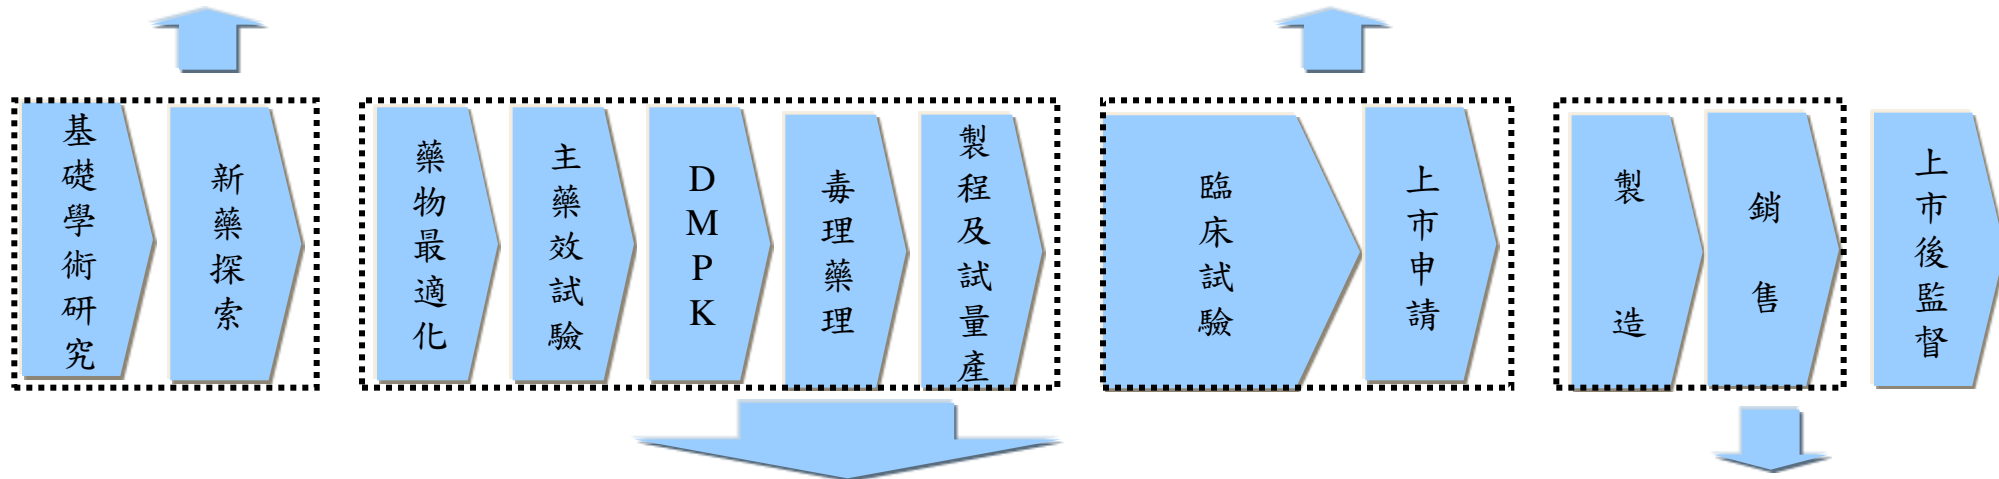 基礎學術研究
新藥探索
藥物最適化
主藥效試驗
DMPK
毒理藥理
製程及試量產
臨床試驗
上市申請
製造
銷售
上市後監督